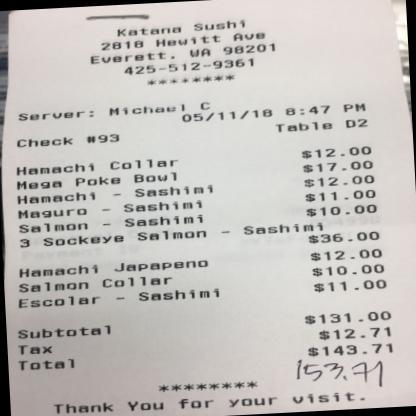 Katana Sushi
2818 Hewitt Ave
Everett, WA 98201
425-512-9361
********
Server: Michael C
05/11/18 8:47 PM
Table D2
Check #93
Hamachi Collar $12.00
Mega Poke Bowl $17.00
Hamachi - Sashimi $12.00
Maguro - Sashimi $11.00
Salmon - Sashimi $10.00
3 Sockeye Salmon - Sashimi
$36.00
Hamachi Japapeno $12.00
Salmon Collar $10.00
Escolar - Sashimi $11.00
Subtotal $131.00
Tax $12.71
Total $143.71
153.71
********
Thank You for your visit.